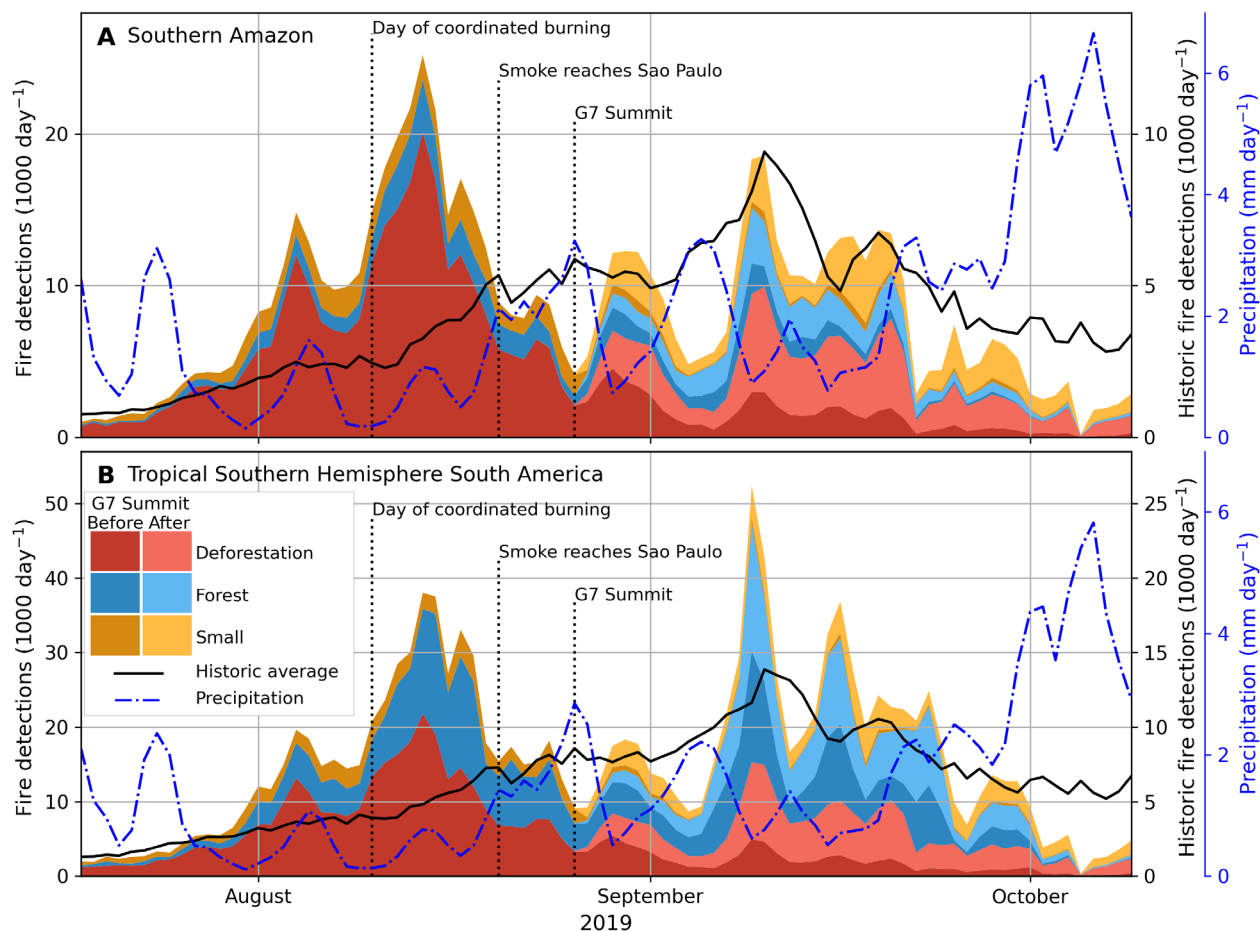 A Southern Amazon
Day of coordinated burning
Smoke reaches Sao Paulo
G7 Summit
Fire detections (1000 day⁻¹)
20
10
0
10
5
0
Historic fire detections (1000 day⁻¹)
6
4
2
0
Precipitation (mm day⁻¹)
B Tropical Southern Hemisphere South America
G7 Summit
Before After
Deforestation
Forest
Small
Historic average
Precipitation
Day of coordinated burning
Smoke reaches Sao Paulo
G7 Summit
Fire detections (1000 day⁻¹)
50
40
30
20
10
0
25
20
15
10
5
0
Historic fire detections (1000 day⁻¹)
6
4
2
0
Precipitation (mm day⁻¹)
August
September
October
2019